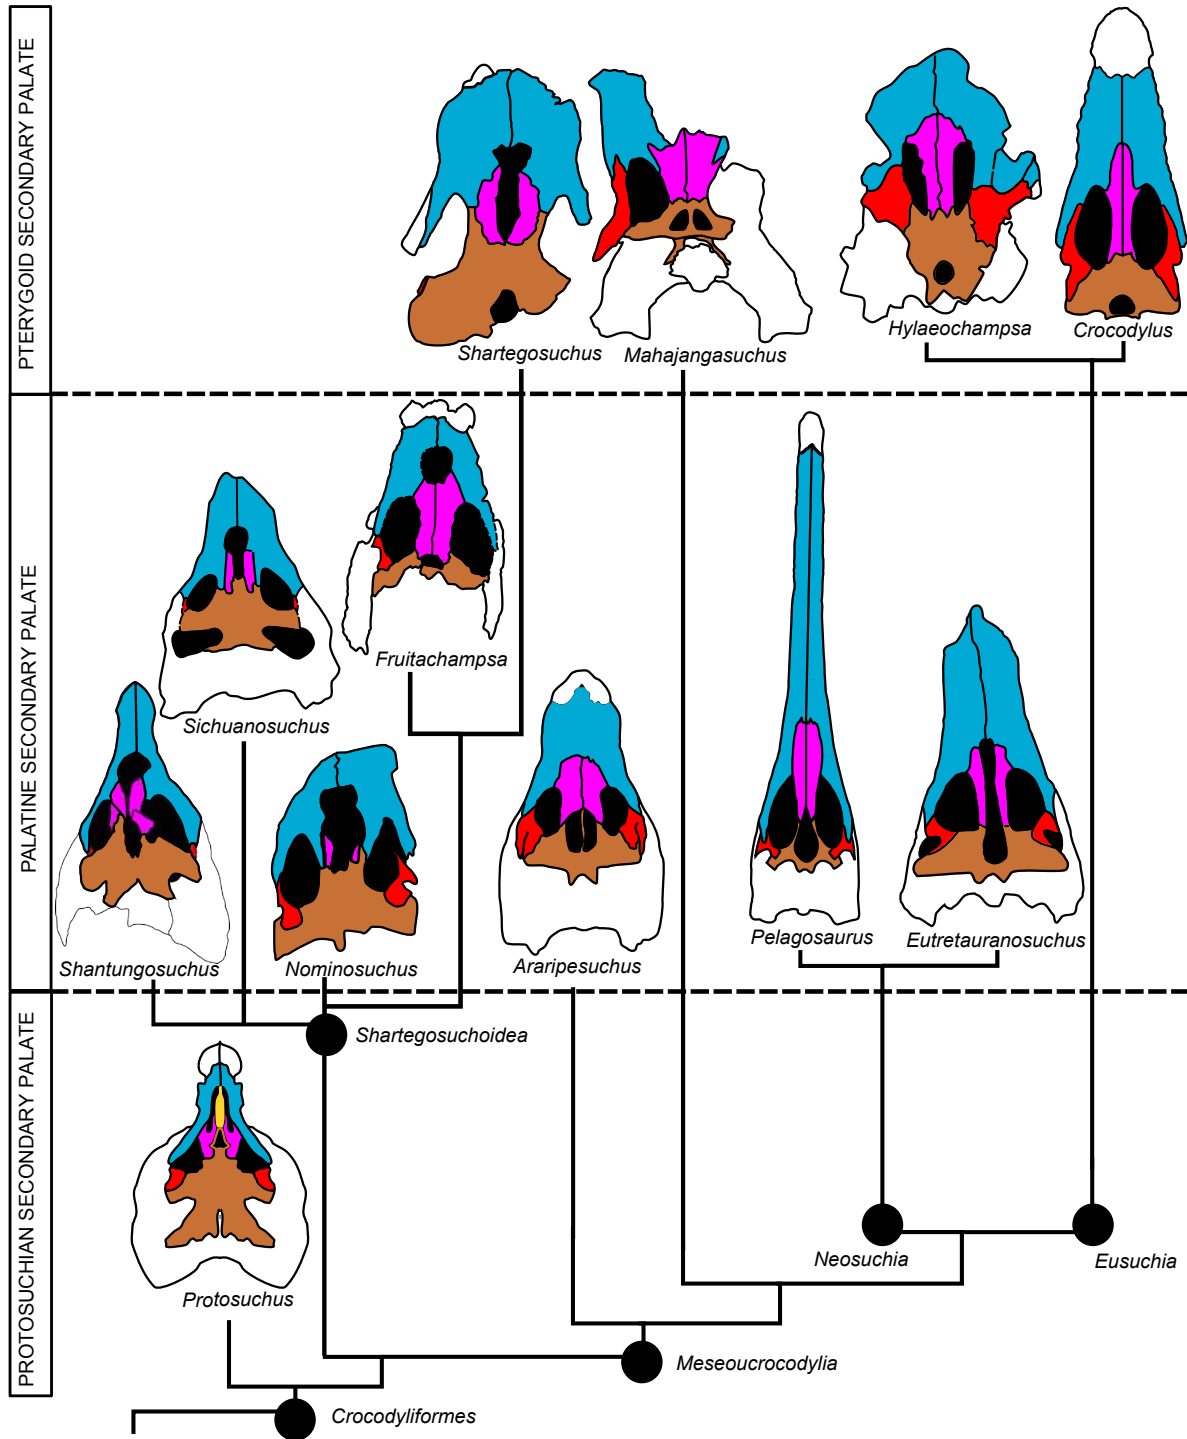 PTERYGOID SECONDARY PALATE
Shartegosuchus
Mahajangasuchus
Hylaeochampsa
Crocodylus
PALATINE SECONDARY PALATE
Sichuanosuchus
Fruitachampsa
Shantungosuchus
Nominosuchus
Araripesuchus
Pelagosaurus
Eutretauranosuchus
PROTOSUCHIAN SECONDARY PALATE
Shartegosuchoidea
Protosuchus
Neosuchia
Eusuchia
Meseoucrocodylia
Crocodyliformes